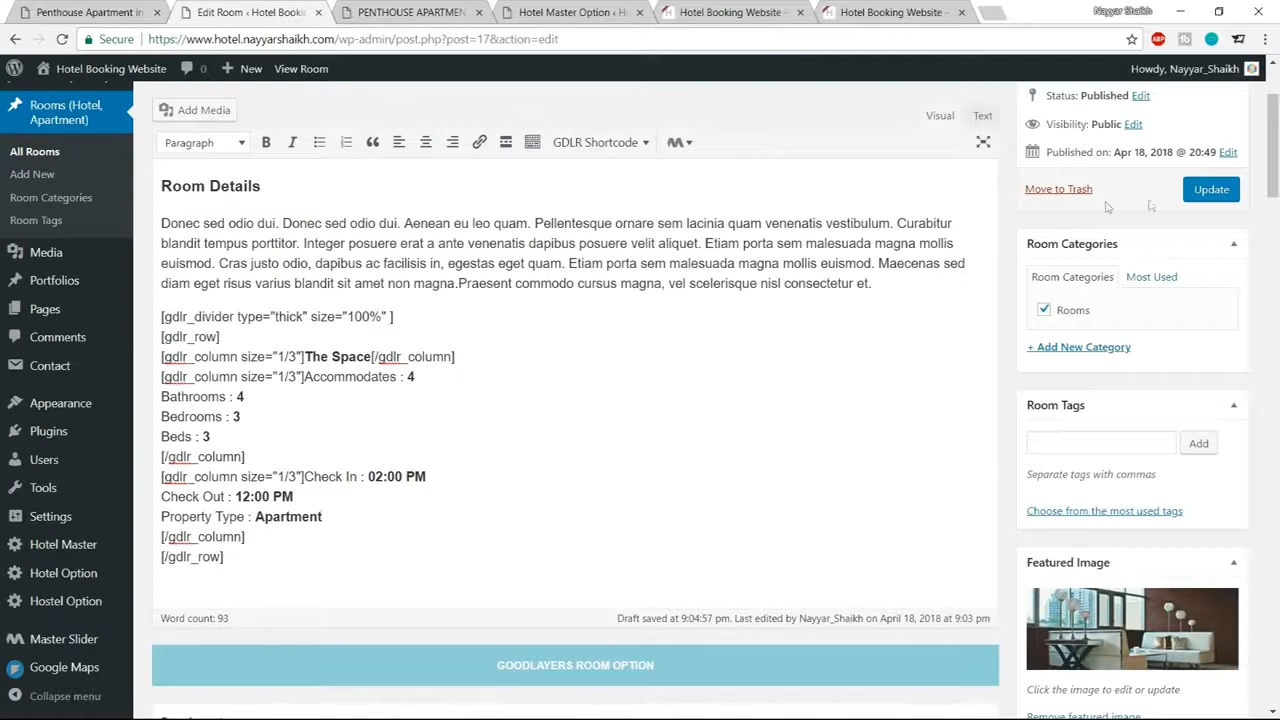 Penthouse Apartment in
Edit Room ‹ Hotel Bookin
PENTHOUSE APARTMEN
Hotel Master Option ‹ H
Hotel Booking Website –
Hotel Booking Website –
Nayyar Shaikh
Secure
https://www.hotel.nayyarshaikh.com/wp-admin/post.php?post=17&action=edit
Hotel Booking Website
0
New
View Room
Howdy, Nayyar_Shaikh
Rooms (Hotel,
Apartment)
All Rooms
Add New
Room Categories
Room Tags
Media
Portfolios
Pages
Comments
Contact
Appearance
Plugins
Users
Tools
Settings
Hotel Master
Hotel Option
Hostel Option
Master Slider
Google Maps
Collapse menu
Add Media
Visual
Text
Paragraph
GDLR Shortcode
Room Details
Donec sed odio dui. Donec sed odio dui. Aenean eu leo quam. Pellentesque ornare sem lacinia quam venenatis vestibulum. Curabitur
blandit tempus porttitor. Integer posuere erat a ante venenatis dapibus posuere velit aliquet. Etiam porta sem malesuada magna mollis
euismod. Cras justo odio, dapibus ac facilisis in, egestas eget quam. Etiam porta sem malesuada magna mollis euismod. Maecenas sed
diam eget risus varius blandit sit amet non magna.Praesent commodo cursus magna, vel scelerisque nisl consectetur et.
[gdlr_divider type="thick" size="100%" ]
[gdlr_row]
[gdlr_column size="1/3"]The Space[/gdlr_column]
[gdlr_column size="1/3"]Accommodates : 4
Bathrooms : 4
Bedrooms : 3
Beds : 3
[/gdlr_column]
[gdlr_column size="1/3"]Check In : 02:00 PM
Check Out : 12:00 PM
Property Type : Apartment
[/gdlr_column]
[/gdlr_row]
Word count: 93
Draft saved at 9:04:57 pm. Last edited by Nayyar_Shaikh on April 18, 2018 at 9:03 pm
GOODLAYERS ROOM OPTION
Status: Published Edit
Visibility: Public Edit
Published on: Apr 18, 2018 @ 20:49 Edit
Move to Trash
Update
Room Categories
Room Categories
Most Used
Rooms
+ Add New Category
Room Tags
Add
Separate tags with commas
Choose from the most used tags
Featured Image
Click the image to edit or update
Remove featured image